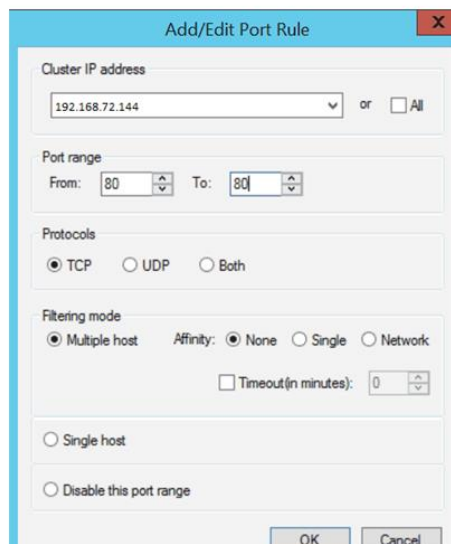 Add/Edit Port Rule
X
Cluster IP address
192.168.72.144 or All
Port range
From: 80 To: 80
Protocols
TCP UDP Both
Filtering mode
Multiple host Affinity: None Single Network
Timeout(in minutes): 0
Single host
Disable this port range
OK Cancel